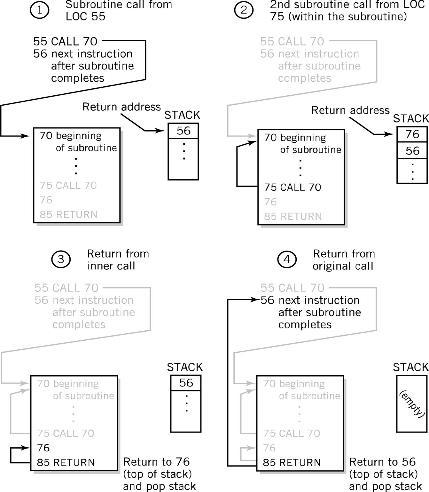 1 Subroutine call from
LOC 55
55 CALL 70
56 next instruction
after subroutine
completes
Return address
STACK
56
70 beginning
of subroutine
75 CALL 70
76
85 RETURN
2 2nd subroutine call from LOC
75 (within the subroutine)
55 CALL 70
56 next instruction
after subroutine
completes
Return address
STACK
76
56
70 beginning
of subroutine
75 CALL 70
76
85 RETURN
3 Return from
inner call
55 CALL 70
56 next instruction
after subroutine
completes
STACK
56
70 beginning
of subroutine
75 CALL 70
76
85 RETURN
Return to 76
(top of stack)
and pop stack
4 Return from
original call
55 CALL 70
56 next instruction
after subroutine
completes
STACK
(empty)
70 beginning
of subroutine
75 CALL 70
76
85 RETURN
Return to 56
(top of stack)
and pop stack